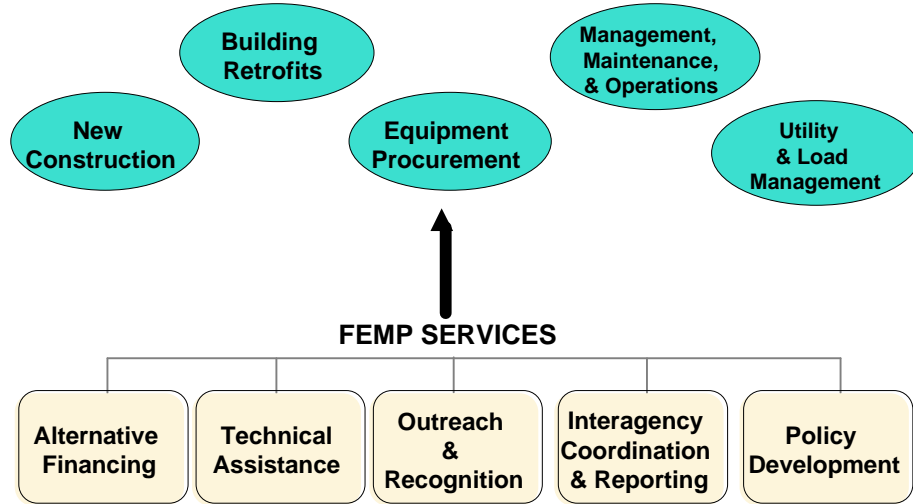 Building
Retrofits
Management,
Maintenance,
& Operations
New
Construction
Equipment
Procurement
Utility
& Load
Management
FEMP SERVICES
Alternative
Financing
Technical
Assistance
Outreach
&
Recognition
Interagency
Coordination
& Reporting
Policy
Development